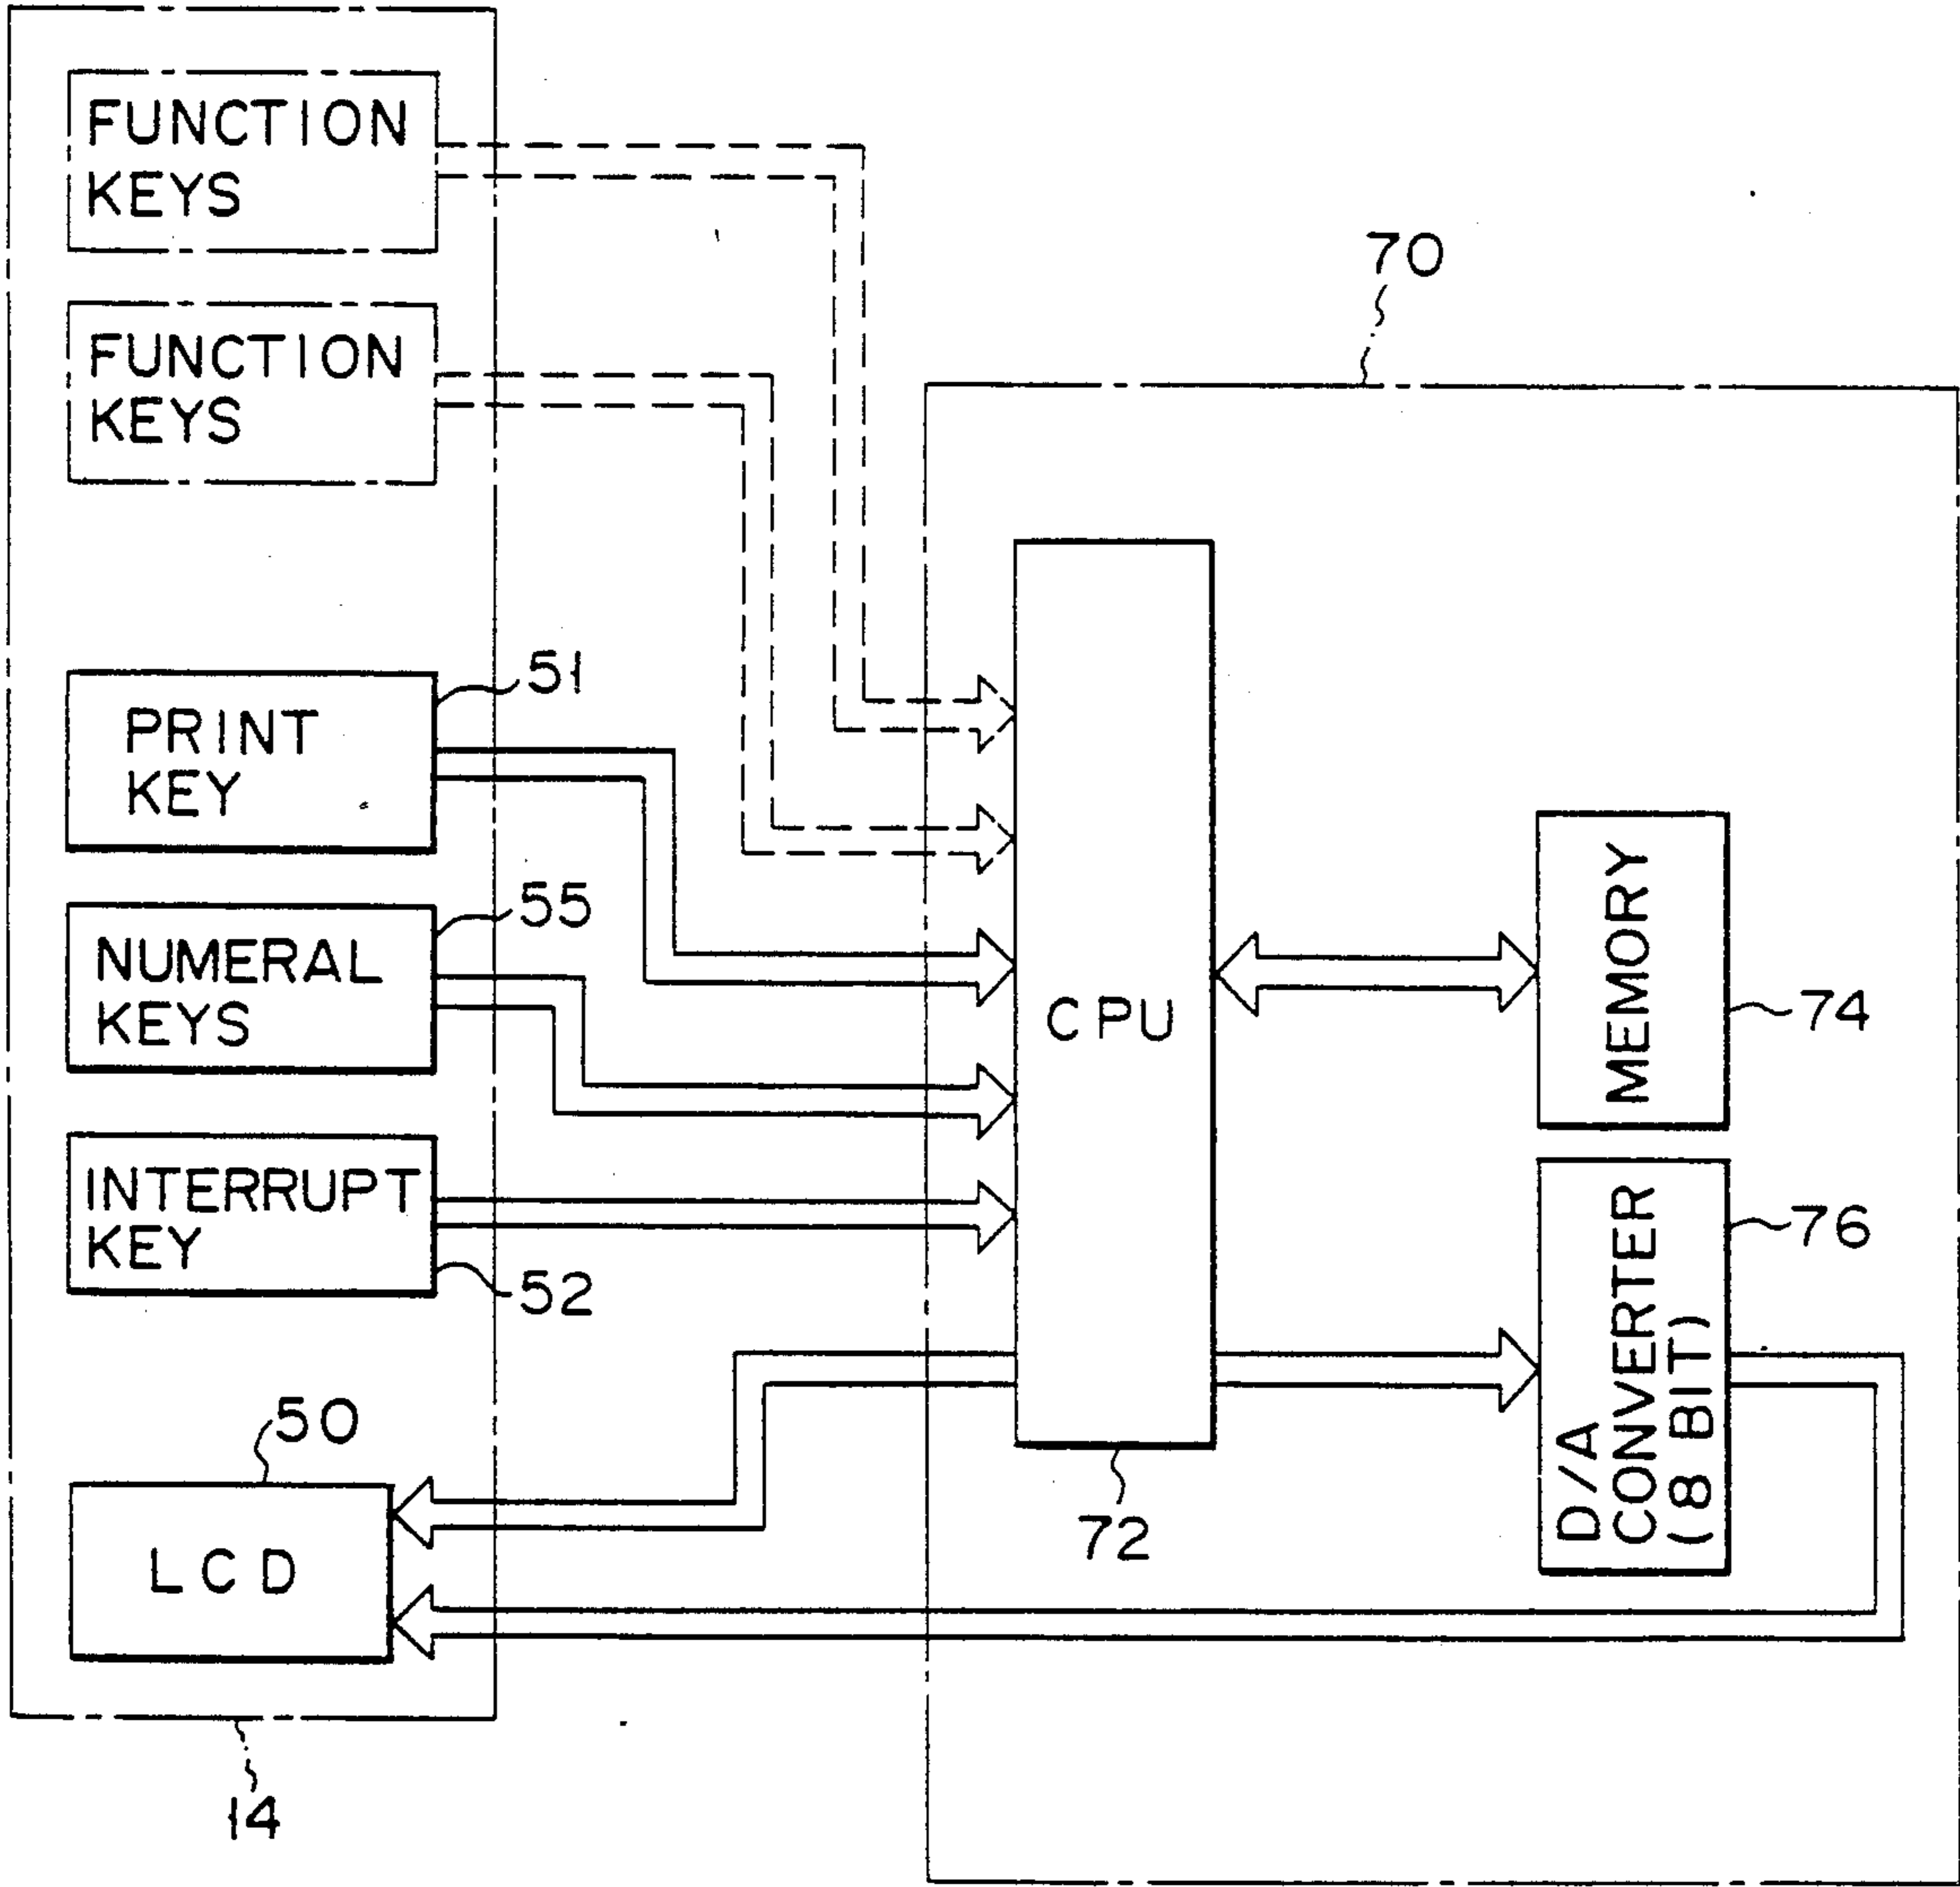 FUNCTION
KEYS
FUNCTION
KEYS
70
51
PRINT
KEY
55
NUMERAL
KEYS
INTERRUPT
KEY
52
CPU
72
MEMORY
74
D/A
CONVERTER
(8 BIT)
76
50
LCD
14